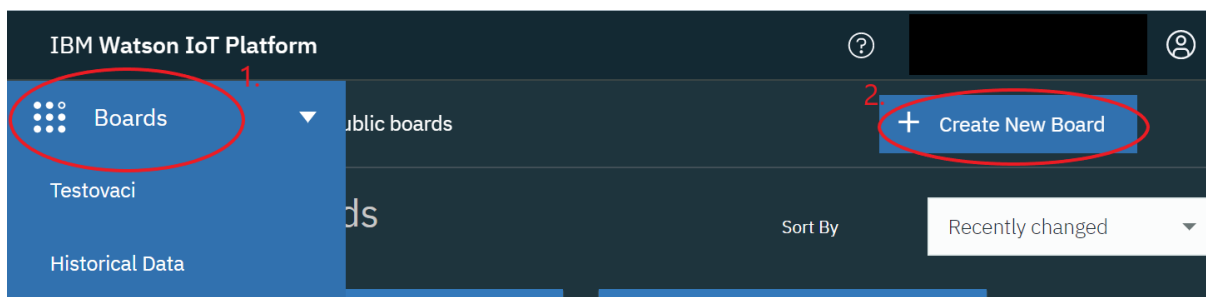 IBM Watson IoT Platform
1.
Boards
ublic boards
2.
Create New Board
Testovaci
ds
Sort By
Recently changed
Historical Data